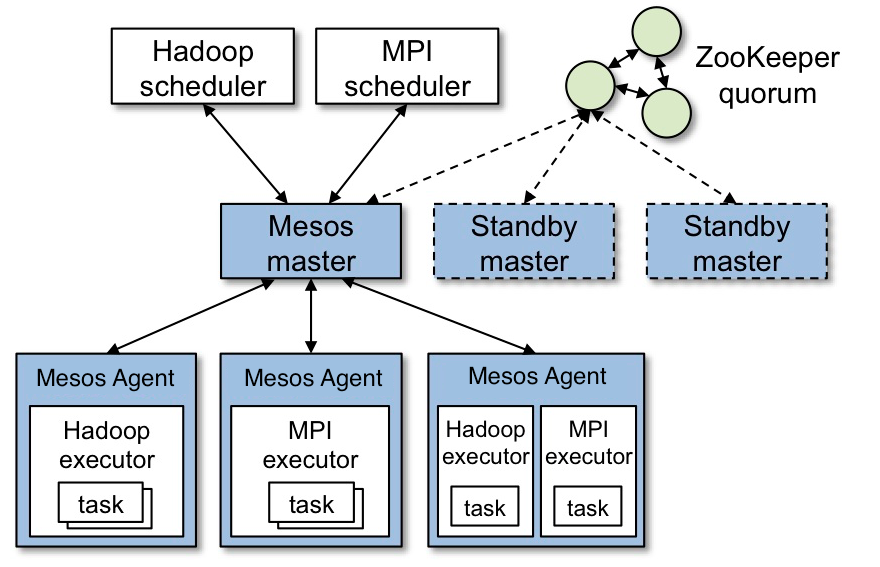 Hadoop
scheduler
MPI
scheduler
ZooKeeper
quorum
Mesos
master
Standby
master
Standby
master
Mesos Agent
Hadoop
executor
task
Mesos Agent
MPI
executor
task
Mesos Agent
Hadoop
executor
task
MPI
executor
task